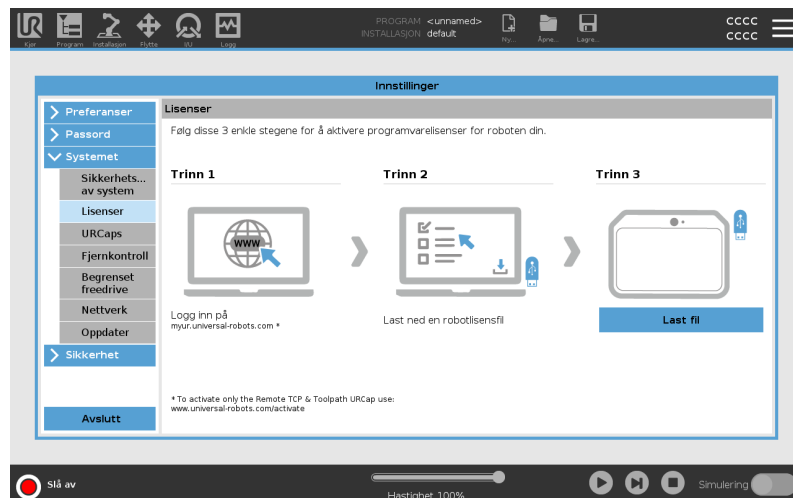 UR
PROGRAM <unnamed>
INSTALLASJON default
CCCC
CCCC
Kjør
Program
Installasjon
Flytte
I/U
Logg
Ny...
Åpne...
Lagre...
Innstillinger
Preferanser
Passord
Systemet
Sikkerhets...
av system
Lisenser
URCaps
Fjernkontroll
Begrenset
freedrive
Nettverk
Oppdater
Sikkerhet
Avslutt
Lisenser
Følg disse 3 enkle stegene for å aktivere programvarelisenser for roboten din.
Trinn 1
WWW
Logg inn på
myur.universal-robots.com *
Trinn 2
Last ned en robotlisensfil
Trinn 3
Last fil
* To activate only the Remote TCP & Toolpath URCap use:
www.universal-robots.com/activate
Slå av
Hastighet 100%
Simulering